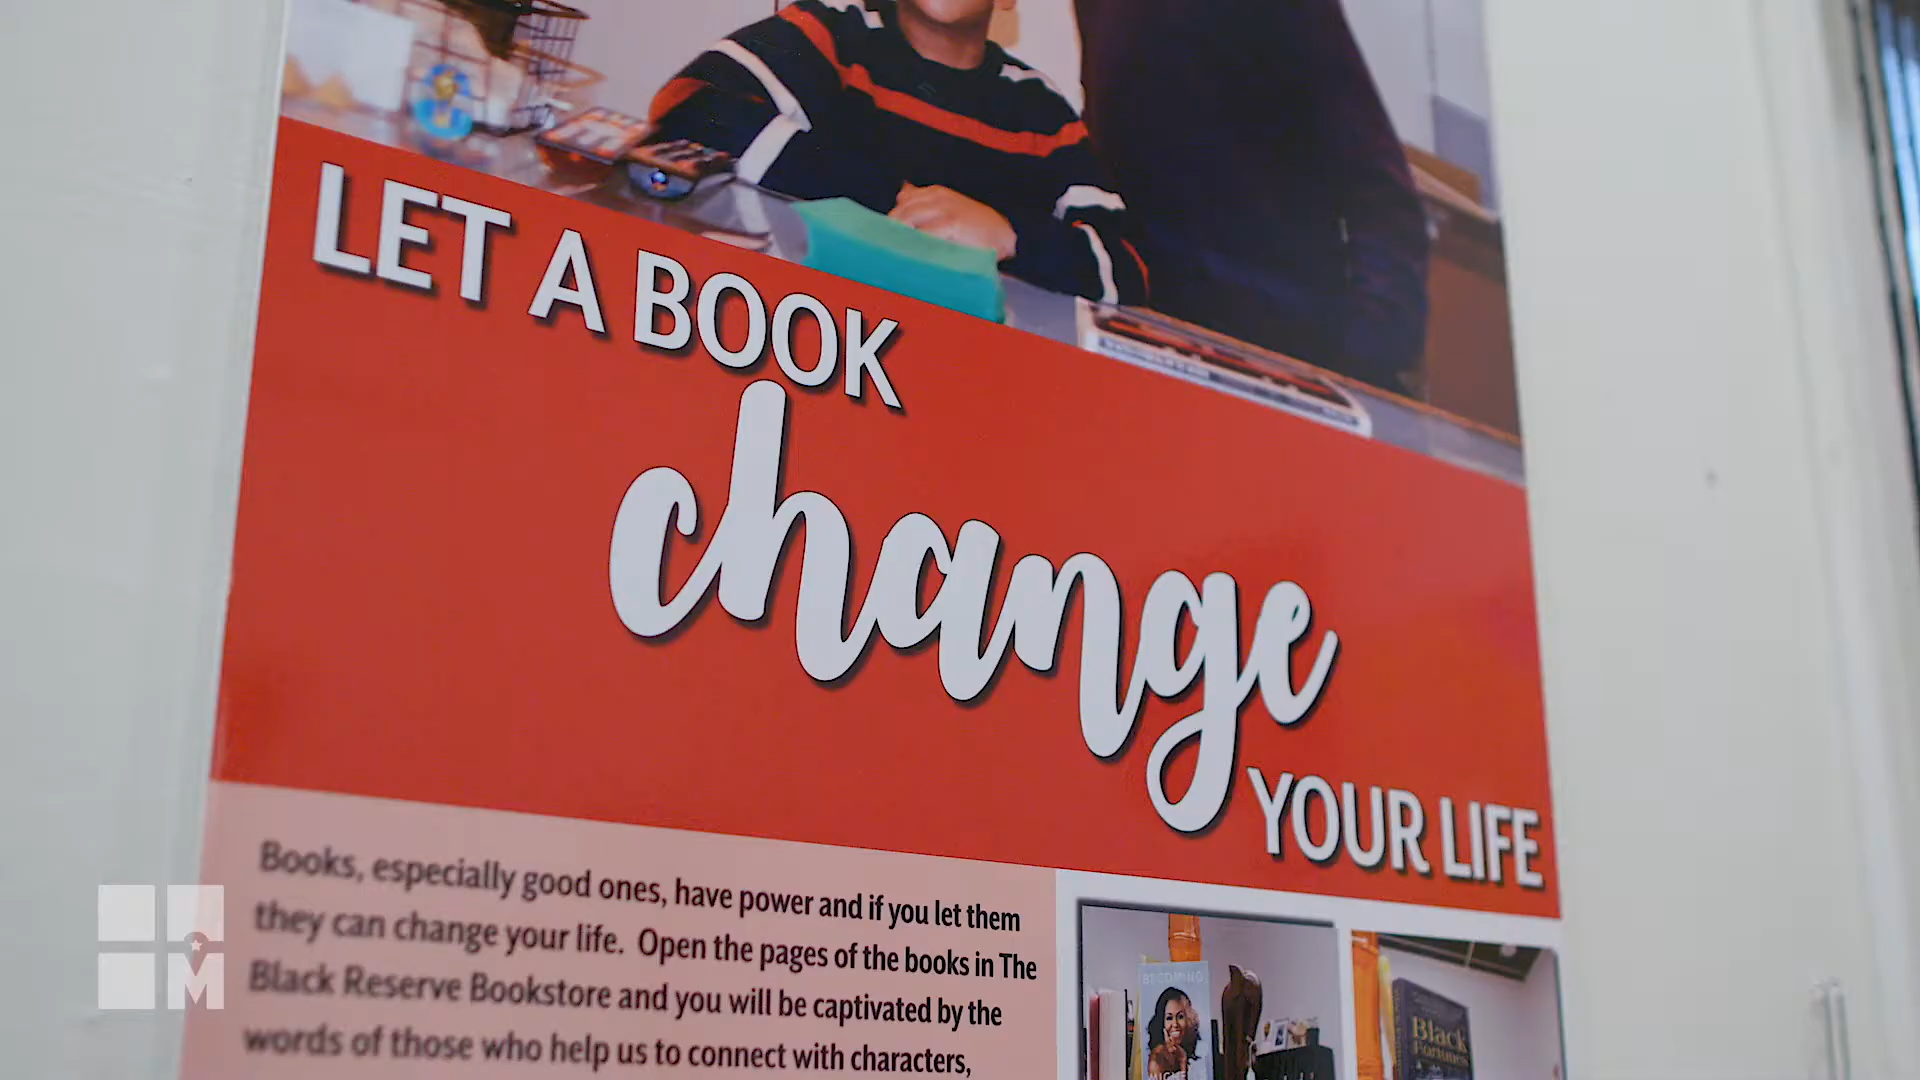 LET A BOOK
change
YOUR LIFE
Books, especially good ones, have power and if you let them
they can change your life. Open the pages of the books in The
Black Reserve Bookstore and you will be captivated by the
words of those who help us to connect with characters,
BECOMING
Black
Fortunes
M